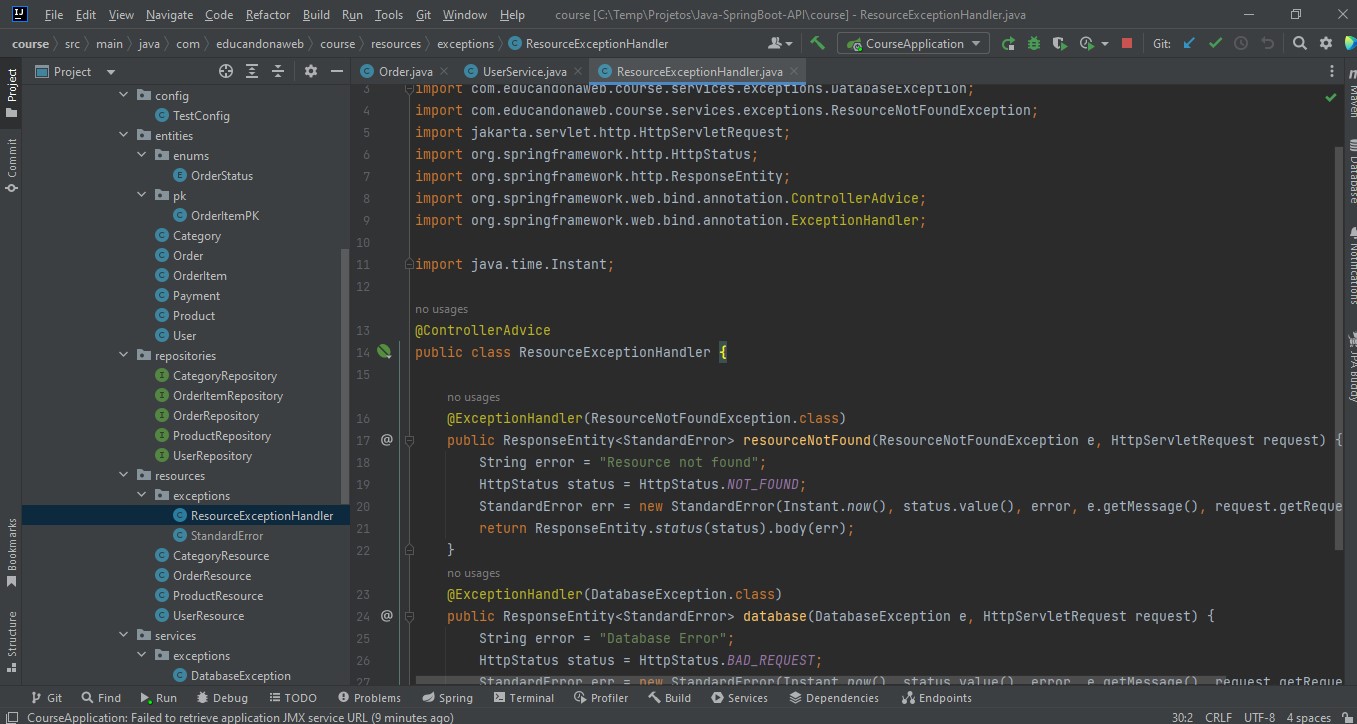 File Edit View Navigate Code Refactor Build Run Tools Git Window Help course [C:\Temp\Projetos\Java-SpringBoot-API\course] - ResourceExceptionHandler.java
course src main java com educandonaweb course resources exceptions ResourceExceptionHandler CourseApplication Git:
Project
Order.java UserService.java ResourceExceptionHandler.java
config
TestConfig
entities
enums
OrderStatus
pk
OrderItemPK
Category
Order
OrderItem
Payment
Product
User
repositories
CategoryRepository
OrderItemRepository
OrderRepository
ProductRepository
UserRepository
resources
exceptions
ResourceExceptionHandler
StandardError
CategoryResource
OrderResource
ProductResource
UserResource
services
exceptions
DatabaseException
3 import com.educandonaweb.course.services.exceptions.DatabaseException;
4 import com.educandonaweb.course.services.exceptions.ResourceNotFoundException;
5 import jakarta.servlet.http.HttpServletRequest;
6 import org.springframework.http.HttpStatus;
7 import org.springframework.http.ResponseEntity;
8 import org.springframework.web.bind.annotation.ControllerAdvice;
9 import org.springframework.web.bind.annotation.ExceptionHandler;
10
11 import java.time.Instant;
12
no usages
13 @ControllerAdvice
14 public class ResourceExceptionHandler {
15
no usages
16 @ExceptionHandler(ResourceNotFoundException.class)
17 @ public ResponseEntity<StandardError> resourceNotFound(ResourceNotFoundException e, HttpServletRequest request) {
18 String error = "Resource not found";
19 HttpStatus status = HttpStatus.NOT_FOUND;
20 StandardError err = new StandardError(Instant.now(), status.value(), error, e.getMessage(), request.getReque
21 return ResponseEntity.status(status).body(err);
22 }
no usages
23 @ExceptionHandler(DatabaseException.class)
24 @ public ResponseEntity<StandardError> database(DatabaseException e, HttpServletRequest request) {
25 String error = "Database Error";
26 HttpStatus status = HttpStatus.BAD_REQUEST;
27 StandardError err = new StandardError(Instant.now(), status.value(), error, e.getMessage(), request.getReque
Project
Commit
Bookmarks
Structure
Maven
Database
Notifications
JPA Buddy
Git Find Run Debug TODO Problems Spring Terminal Profiler Build Services Dependencies Endpoints
CourseApplication: Failed to retrieve application JMX service URL (9 minutes ago) 30:2 CRLF UTF-8 4 spaces